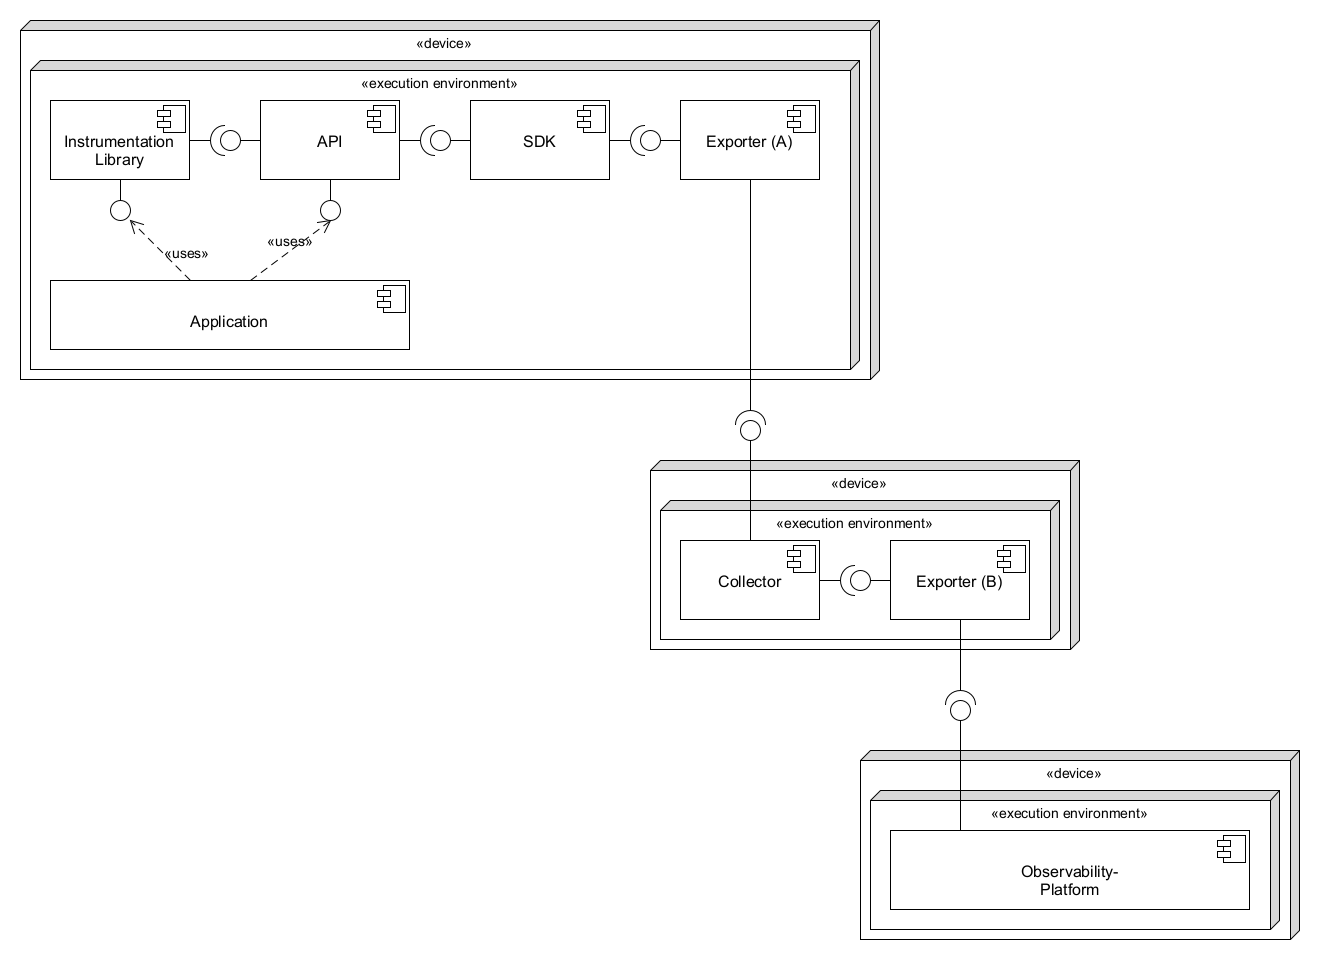 «device»
«execution environment»
Instrumentation
Library
API
SDK
Exporter (A)
«uses»
«uses»
Application
«device»
«execution environment»
Collector
Exporter (B)
«device»
«execution environment»
Observability-
Platform